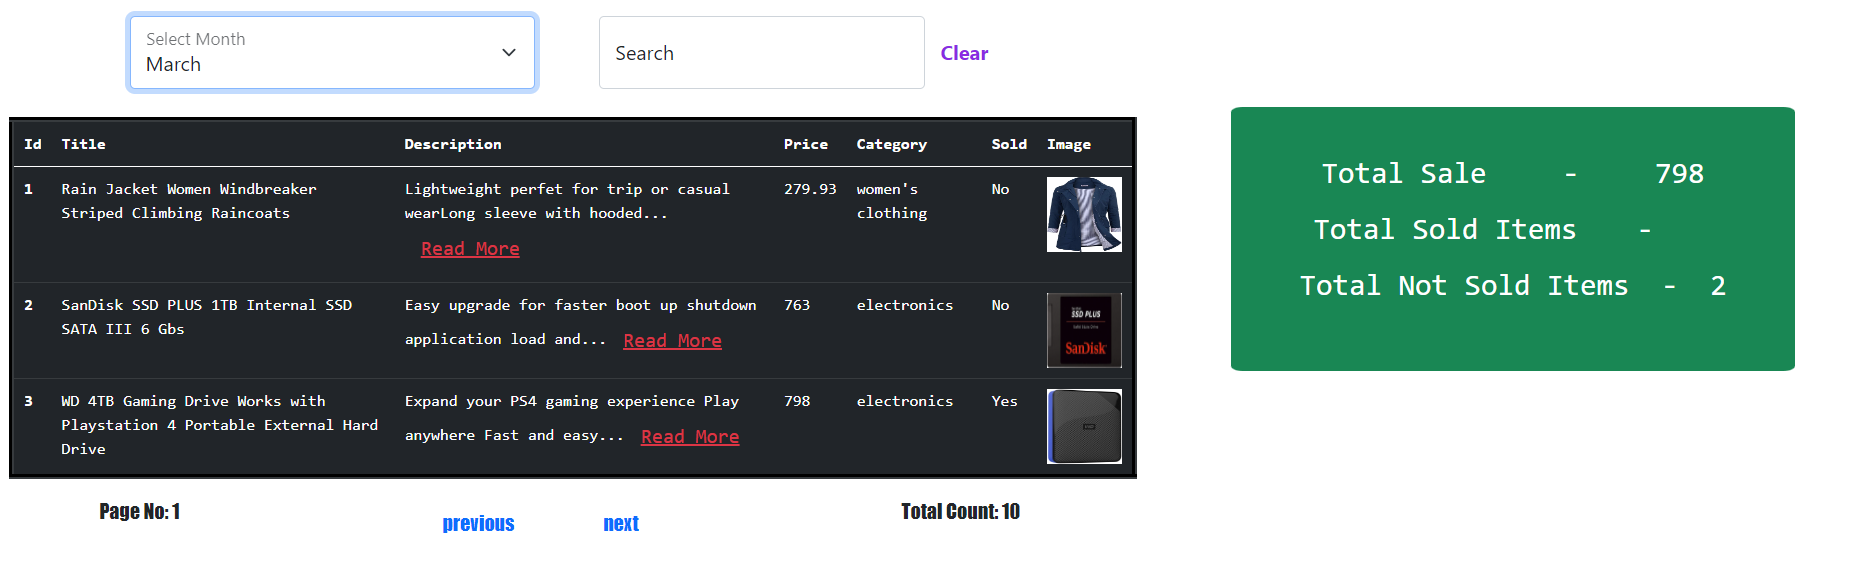 Select Month
March
Search
Clear
Id Title Description Price Category Sold Image
1 Rain Jacket Women Windbreaker Lightweight perfet for trip or casual 279.93 women's No
Striped Climbing Raincoats wearLong sleeve with hooded... clothing
Read More
2 SanDisk SSD PLUS 1TB Internal SSD Easy upgrade for faster boot up shutdown 763 electronics No
SATA III 6 Gbs application load and... Read More
SSD PLUS
SanDisk
3 WD 4TB Gaming Drive Works with Expand your PS4 gaming experience Play 798 electronics Yes
Playstation 4 Portable External Hard anywhere Fast and easy... Read More
Drive
Page No: 1
previous
next
Total Count: 10
Total Sale - 798
Total Sold Items -
Total Not Sold Items - 2